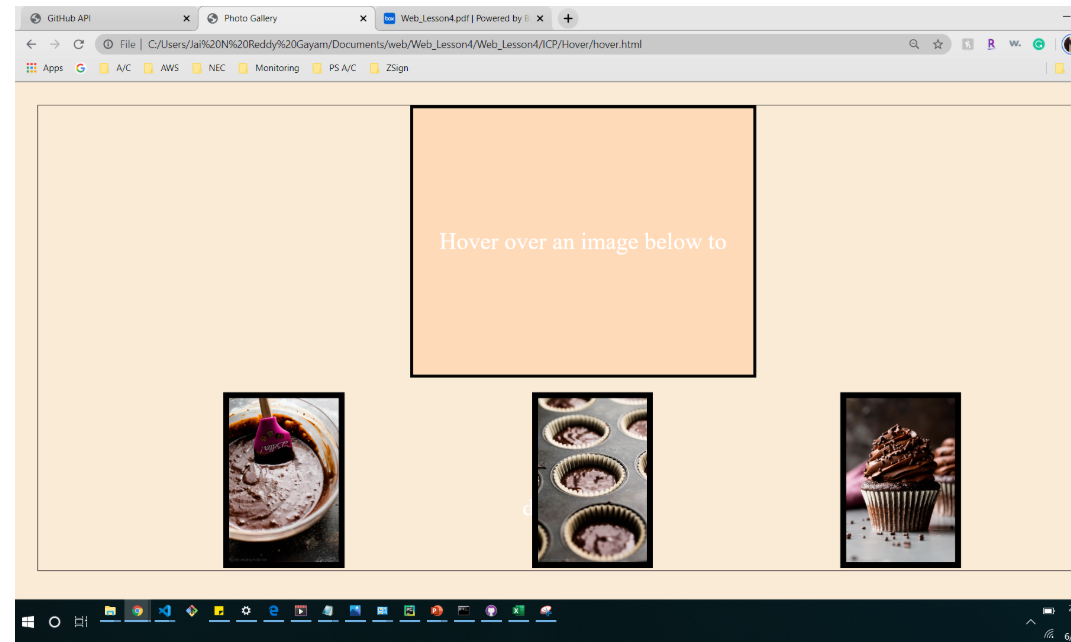 GitHub API
Photo Gallery
Web_Lesson4.pdf | Powered by B
File | C:/Users/Jai%20N%20Reddy%20Gayam/Documents/web/Web_Lesson4/Web_Lesson4/ICP/Hover/hover.html
Apps A/C AWS NEC Monitoring PS A/C ZSign
Hover over an image below to
d